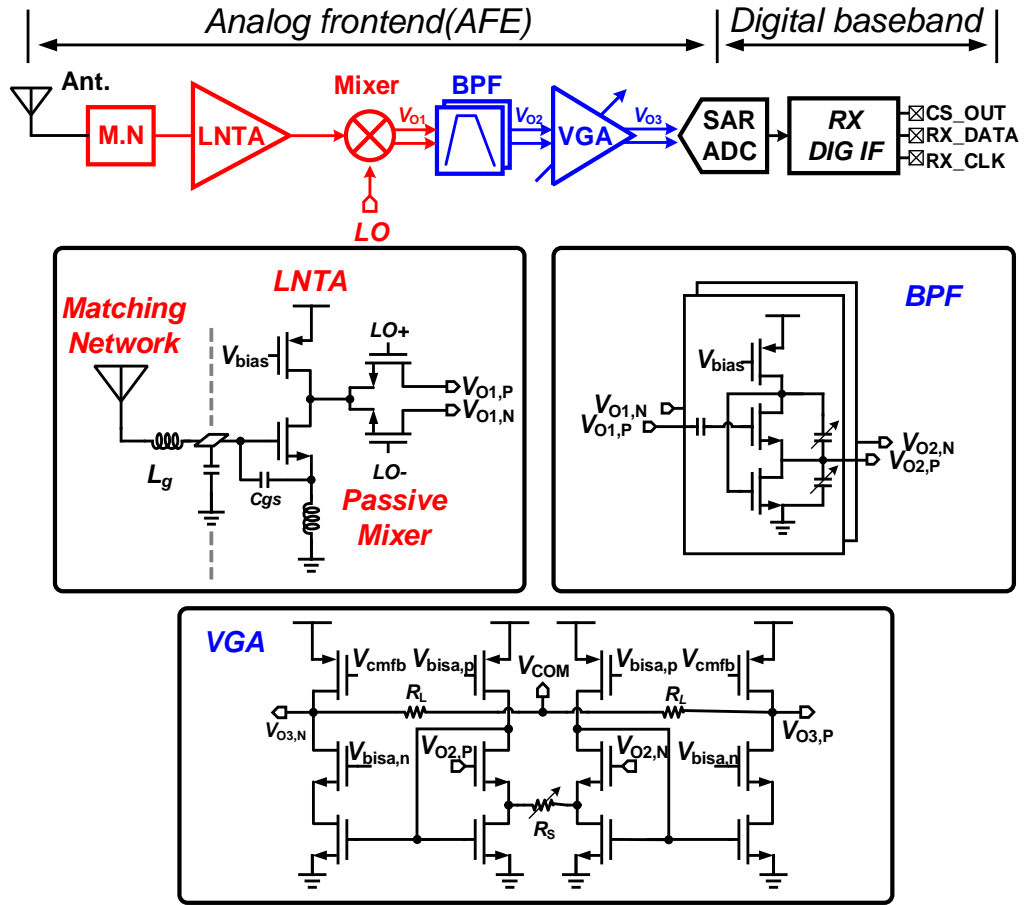 Analog frontend(AFE)
Digital baseband
Ant.
M.N
LNTA
Mixer
LO
VO1
BPF
VO2
VGA
VO3
SAR
ADC
RX
DIG IF
CS_OUT
RX_DATA
RX_CLK
LNTA
Matching
Network
Vbias
LO+
VO1,P
VO1,N
LO-
Lg
Cgs
Passive
Mixer
BPF
Vbias
VO1,N
VO1,P
VO2,N
VO2,P
VGA
Vcmfb
Vbisa,p
VCOM
Vbisa,p
Vcmfb
RL
RL
VO3,N
VO3,P
Vbisa,n
VO2,P
VO2,N
Vbisa,n
RS